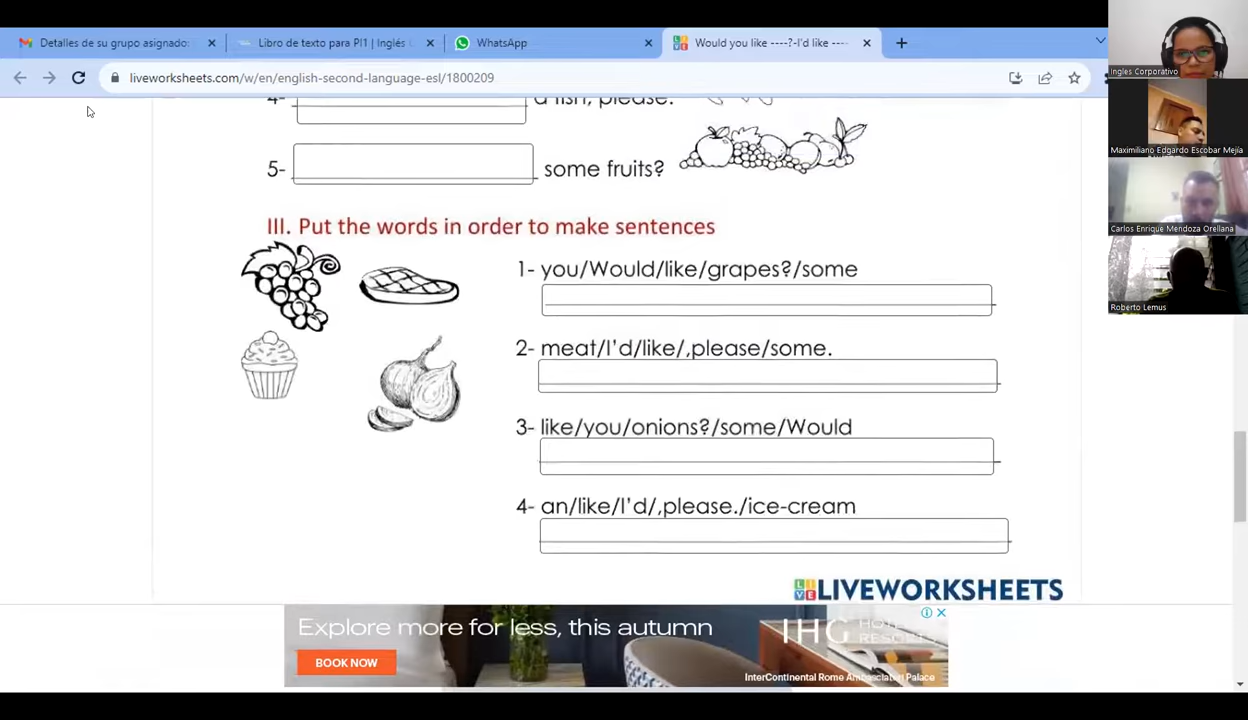 Detalles de su grupo asignado:
Libro de texto para PI1 | Inglés
WhatsApp
Would you like ----?-I'd like ----
liveworksheets.com/w/en/english-second-language-esl/1800209
Ingles Corporativo
Maximiliano Edgardo Escobar Mejía
Carlos Enrique Mendoza Orellana
Roberto Lemus
4- a fish, please.
5- some fruits?
III. Put the words in order to make sentences
1- you/Would/like/grapes?/some
2- meat/I'd/like/,please/some.
3- like/you/onions?/some/Would
4- an/like/I'd/,please./ice-cream
LIVEWORKSHEETS
Explore more for less, this autumn
BOOK NOW
IHG
InterContinental Rome Ambasciatori Palace